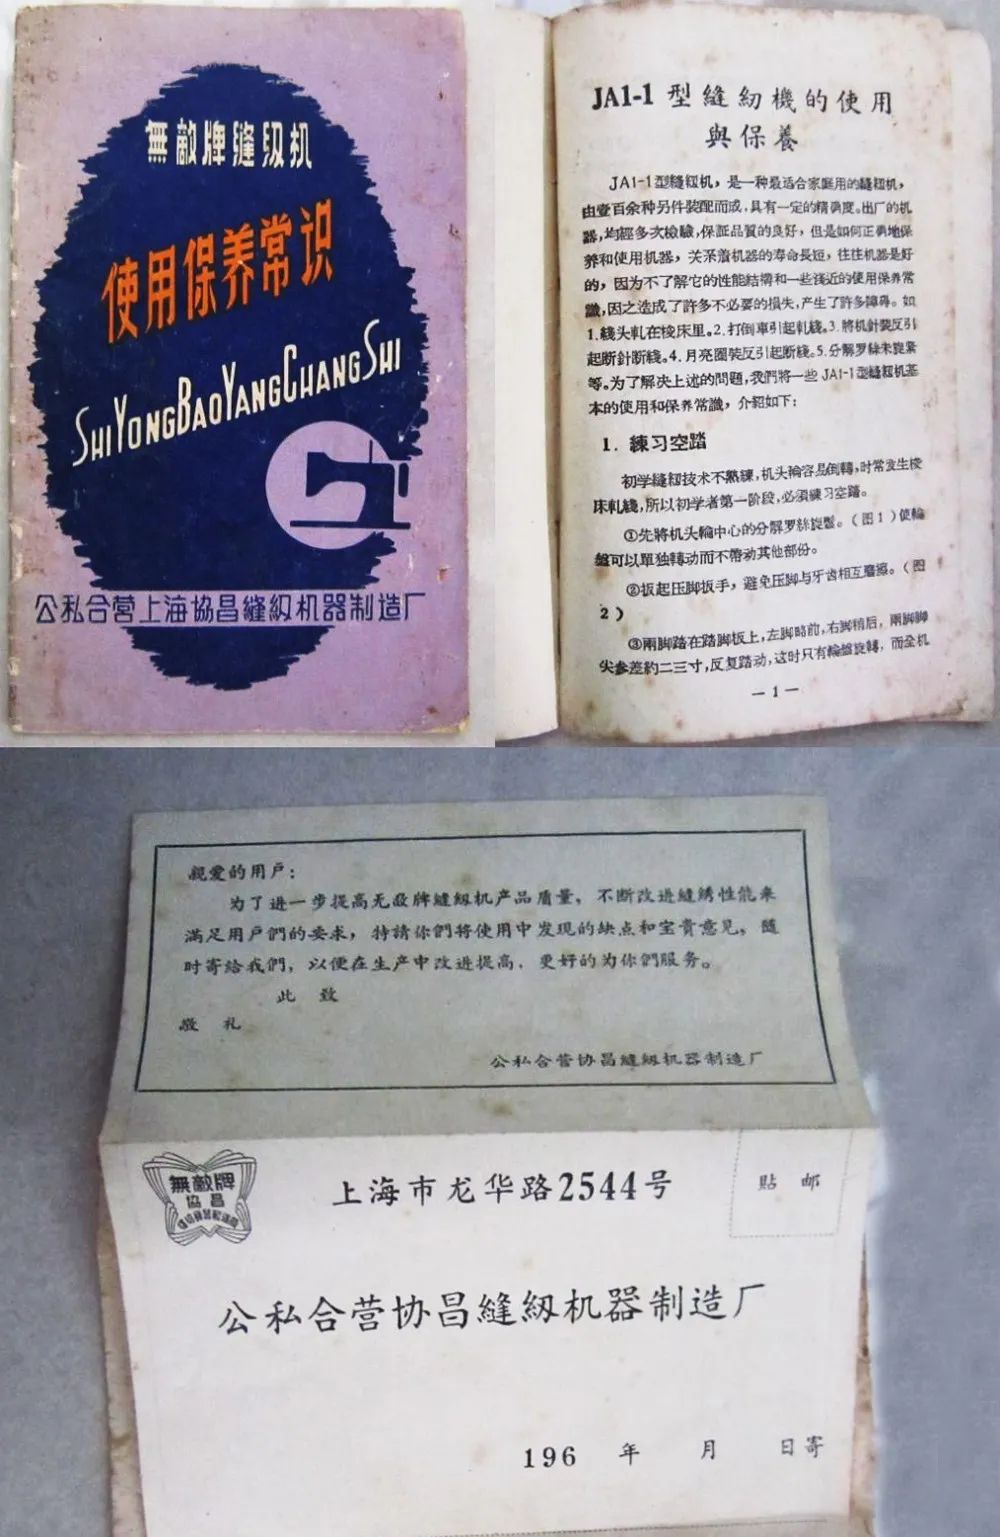 無敵牌縫紉机
使用保养常识
SHIYONGBAOYANGCHANGSHI
公私合营上海協昌縫紉机器制造厂
JA1-1型縫紉機的使用
與保養
JA1-1型縫紉机，是一种最适合家庭用的縫紉机，
由壹百余种另件裝配而成，具有一定的精确度。出厂的机
器，均經多次檢驗，保証品質的良好，但是如何正确地保
养和使用机器，关系着机器的寿命長短，往往机器是好
的，因为不了解它的性能結構和一些淺近的使用保养常
識，因之造成了許多不必要的損失，产生了許多障碍。如
1.綫头軋在梭床里。2.打倒車引起軋綫。3.將机針裝反引
起断針断綫。4.月亮圈裝反引起断綫。5.分解罗絲未旋紧
等。为了解决上述的問題，我們將一些JA1-1型縫紉机基
本的使用和保养常識，介紹如下：
1. 練习空踏
初学縫紉技术不熟練，机头輪容易倒轉，时常发生梭
床軋綫，所以初学者第一阶段，必須練习空踏。
①先將机头輪中心的分解罗絲旋鬆。（图1）使輪
盤可以單独轉动而不帶动其他部份。
②扳起压脚扳手，避免压脚与牙齿相互磨擦。（图
2）
③兩脚踏在踏脚板上，左脚略前，右脚稍后，兩脚脚
尖参差約二三寸，反复踏动，这时只有輪盤旋轉，而全机
—1—
親爱的用户：
为了进一步提高无敌牌縫紉机产品质量，不断改进縫綉性能来
滿足用户們的要求，特請你們將使用中发现的缺点和宝貴意见，随
时寄給我們，以便在生产中改进提高，更好的为你們服务。
此 致
敬 礼
公私合营协昌縫紉机器制造厂
無敵牌
協昌
上海市龙华路2544号
貼 邮
公私合营协昌縫紉机器制造厂
196 年 月 日寄